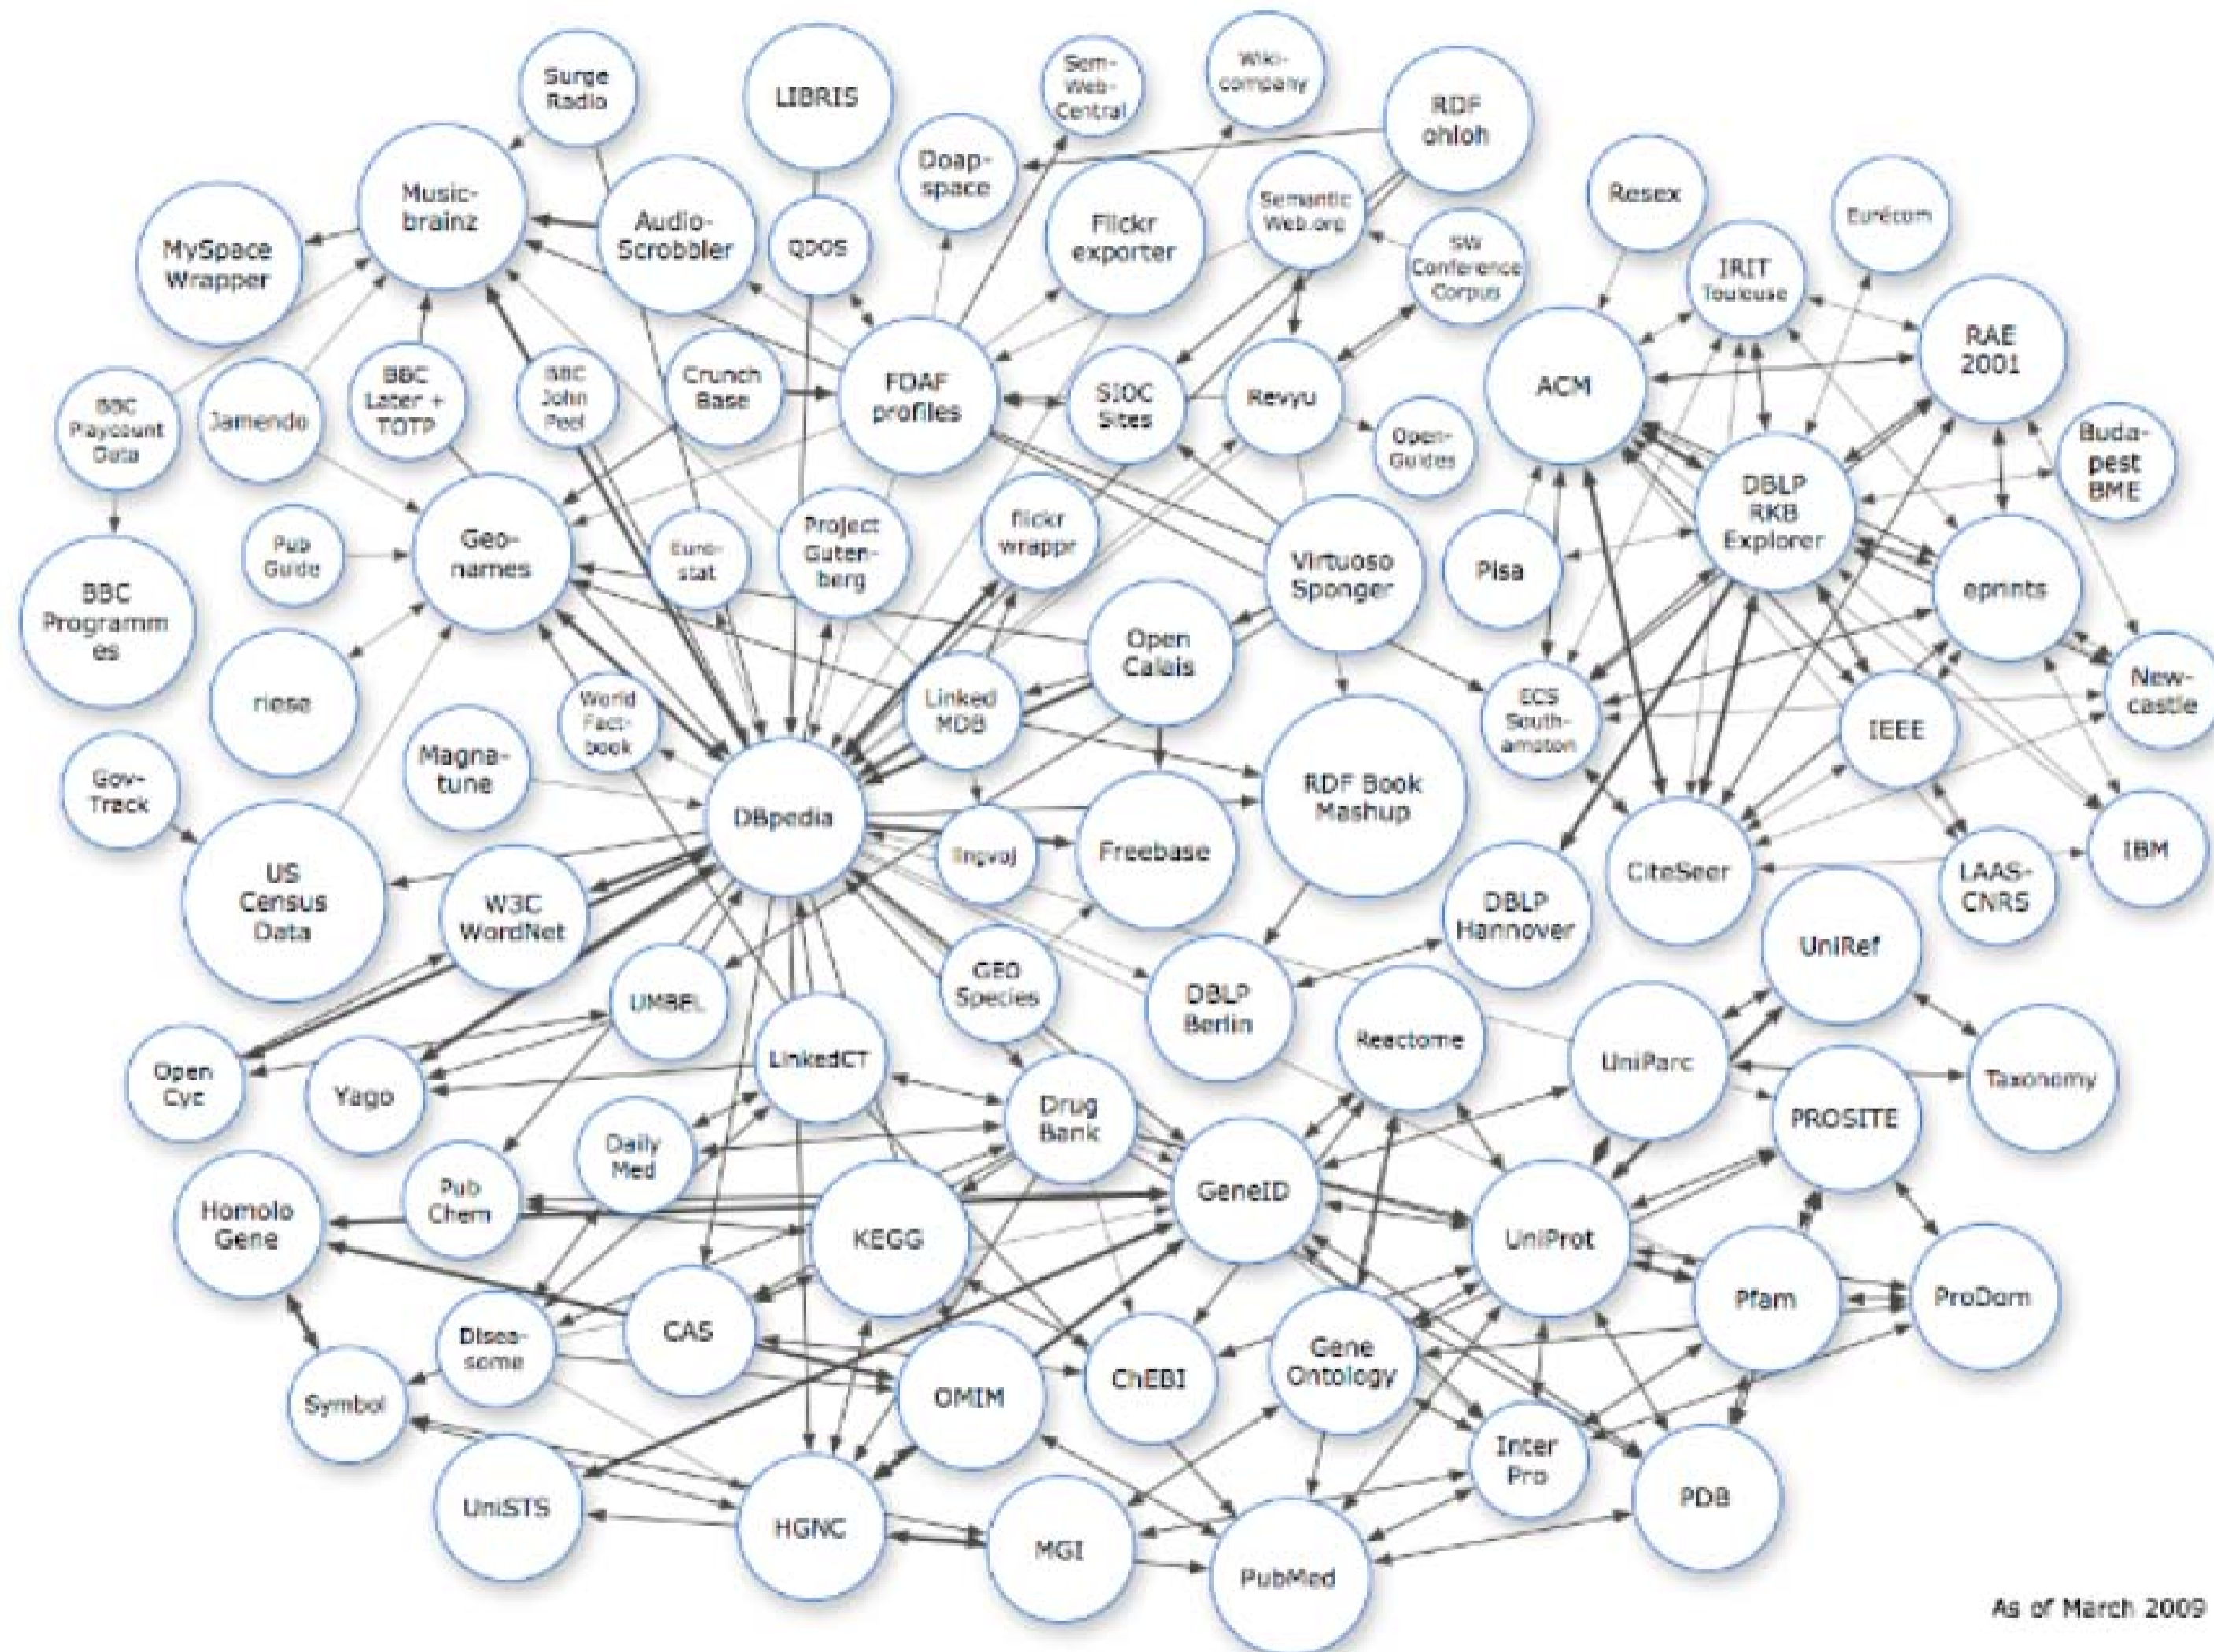 Surge
Radio
LIBRIS
Sem-
Web-
Central
Wiki-
company
RDF
ohloh
Doap-
space
Music-
brainz
Audio-
Scrobbler
QDOS
Flickr
exporter
Semantic
Web.org
SW
Conference
Corpus
Resex
Eurécom
MySpace
Wrapper
IRIT
Toulouse
RAE
2001
ACM
BBC
Playcount
Data
Jamendo
BBC
Later +
TOTP
BBC
John
Peel
Crunch
Base
FOAF
profiles
SIOC
Sites
Revyu
Open-
Guides
Buda-
pest
BME
DBLP
RKB
Explorer
Pub
Guide
Geo-
names
Euro-
stat
Project
Guten-
berg
flickr
wrappr
Virtuoso
Sponger
Pisa
eprints
BBC
Programm
es
riese
World
Fact-
book
Linked
MDB
Open
Calais
ECS
South-
ampton
IEEE
New-
castle
Gov-
Track
Magna-
tune
DBpedia
RDF Book
Mashup
lingvoj
Freebase
CiteSeer
LAAS-
CNRS
IBM
US
Census
Data
W3C
WordNet
DBLP
Hannover
UniRef
UMBEL
GEO
Species
DBLP
Berlin
Reactome
UniParc
Taxonomy
Open
Cyc
Yago
LinkedCT
Drug
Bank
PROSITE
Daily
Med
Homolo
Gene
Pub
Chem
KEGG
GeneID
UniProt
Pfam
ProDom
Disea-
some
CAS
ChEBI
Gene
Ontology
Symbol
OMIM
Inter
Pro
UniSTS
HGNC
MGI
PubMed
PDB
As of March 2009